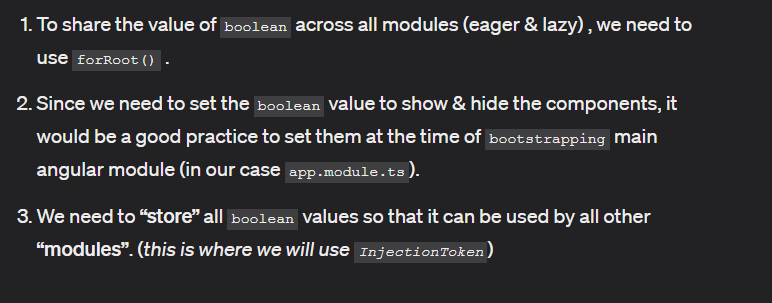 1. To share the value of boolean across all modules (eager & lazy) , we need to
use forRoot() .
2. Since we need to set the boolean value to show & hide the components, it
would be a good practice to set them at the time of bootstrapping main
angular module (in our case app.module.ts).
3. We need to “store” all boolean values so that it can be used by all other
“modules”. (this is where we will use InjectionToken)